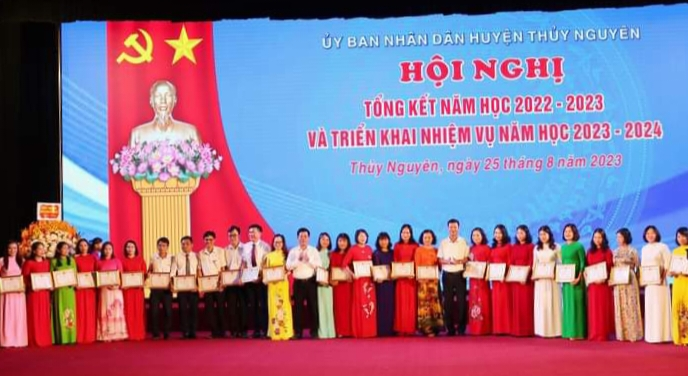 ỦY BAN NHÂN DÂN HUYỆN THỦY NGUYÊN
HỘI NGHỊ
TỔNG KẾT NĂM HỌC 2022 - 2023
VÀ TRIỂN KHAI NHIỆM VỤ NĂM HỌC 2023 - 2024
Thủy Nguyên, ngày 25 tháng 8 năm 2023